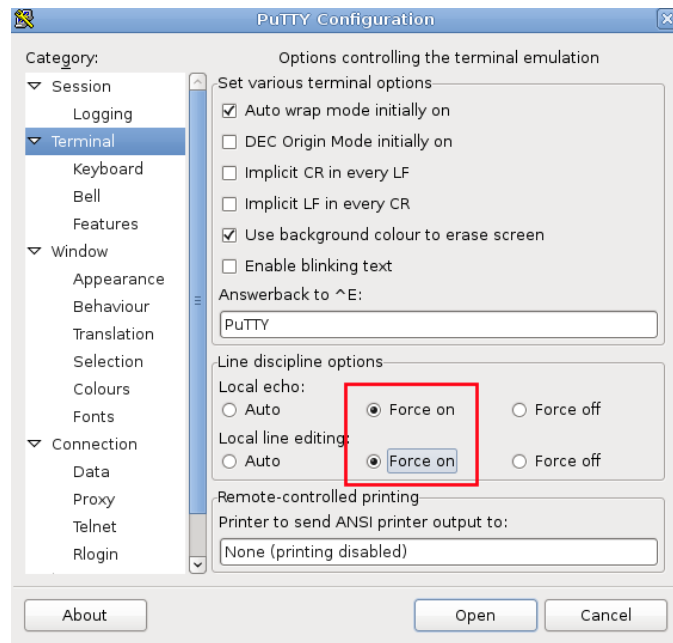 PuTTY Configuration
Category:
Options controlling the terminal emulation
Session
Logging
Terminal
Keyboard
Bell
Features
Window
Appearance
Behaviour
Translation
Selection
Colours
Fonts
Connection
Data
Proxy
Telnet
Rlogin
Set various terminal options
Auto wrap mode initially on
DEC Origin Mode initially on
Implicit CR in every LF
Implicit LF in every CR
Use background colour to erase screen
Enable blinking text
Answerback to ^E:
PuTTY
Line discipline options
Local echo:
Auto Force on Force off
Local line editing:
Auto Force on Force off
Remote-controlled printing
Printer to send ANSI printer output to:
None (printing disabled)
About Open Cancel